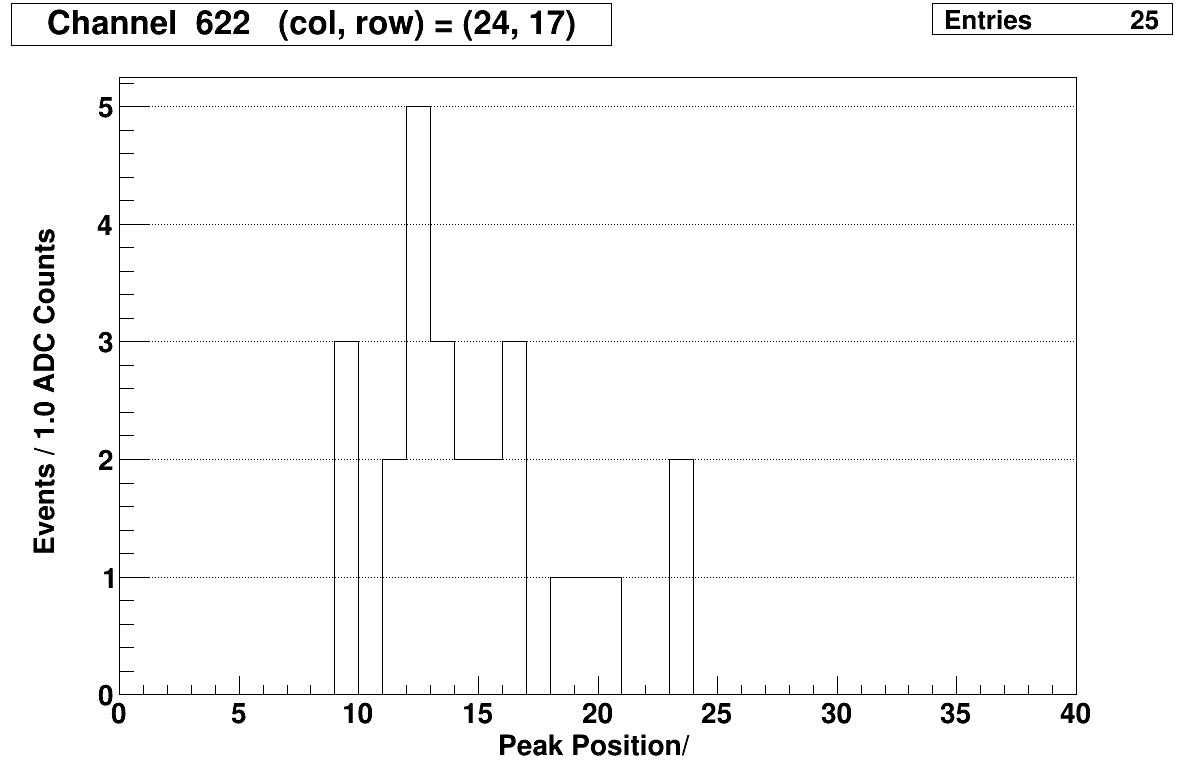 Channel 622 (col, row) = (24, 17)
Entries 25
Events / 1.0 ADC Counts
5
4
3
2
1
0
0 5 10 15 20 25 30 35 40
Peak Position/